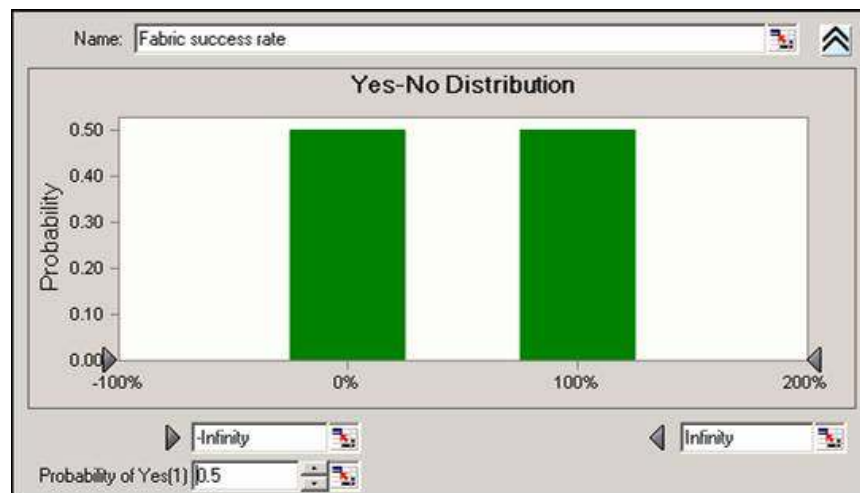 Name: Fabric success rate
Yes-No Distribution
Probability
0.50
0.40
0.30
0.20
0.10
0.00
-100% 0% 100% 200%
-Infinity Infinity
Probability of Yes(1) 0.5